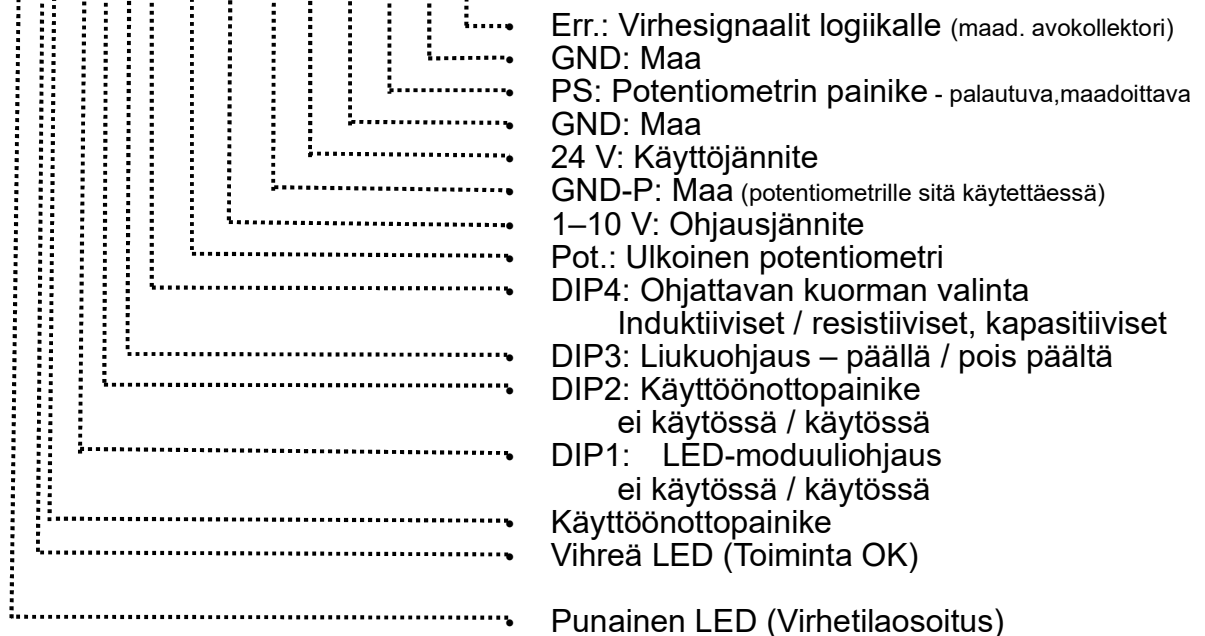 Err.: Virhesignaalit logiikalle (maad. avokollektori)
GND: Maa
PS: Potentiometrin painike - palautuva,maadoittava
GND: Maa
24 V: Käyttöjännite
GND-P: Maa (potentiometrille sitä käytettäessä)
1–10 V: Ohjausjännite
Pot.: Ulkoinen potentiometri
DIP4: Ohjattavan kuorman valinta
Induktiiviset / resistiiviset, kapasitiiviset
DIP3: Liukuohjaus – päällä / pois päältä
DIP2: Käyttöönottopainike
ei käytössä / käytössä
DIP1: LED-moduuliohjaus
ei käytössä / käytössä
Käyttöönottopainike
Vihreä LED (Toiminta OK)
Punainen LED (Virhetilaosoitus)